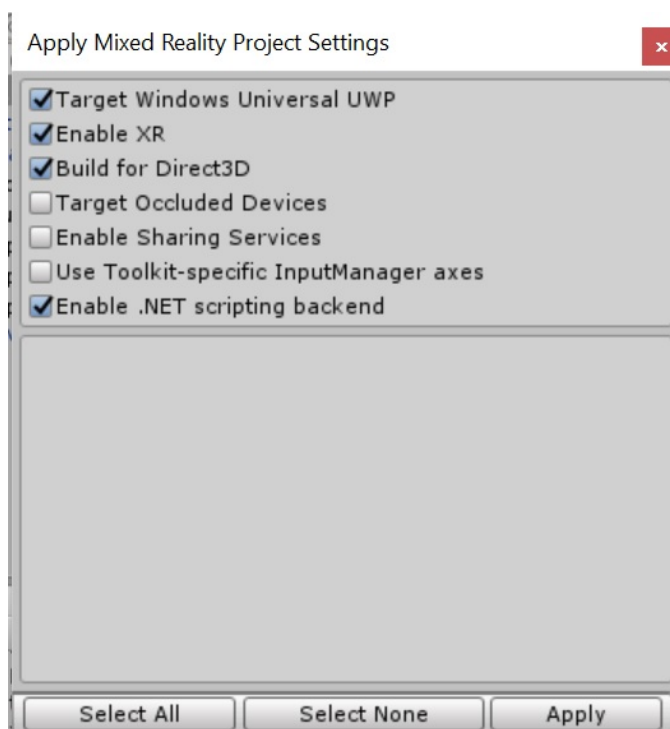 Apply Mixed Reality Project Settings
Target Windows Universal UWP
Enable XR
Build for Direct3D
Target Occluded Devices
Enable Sharing Services
Use Toolkit-specific InputManager axes
Enable .NET scripting backend
Select All Select None Apply